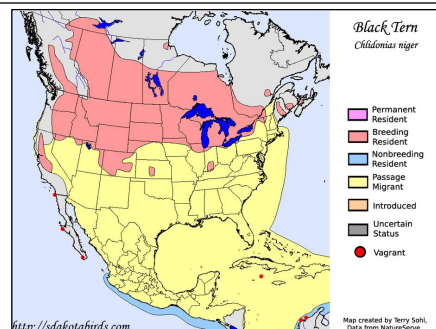 Black Tern
Chlidonias niger
Permanent
Resident
Breeding
Resident
Nonbreeding
Resident
Passage
Migrant
Introduced
Uncertain
Status
Vagrant
http://sdakotabirds.com
Map created by Terry Sohl,
Data from NatureServe